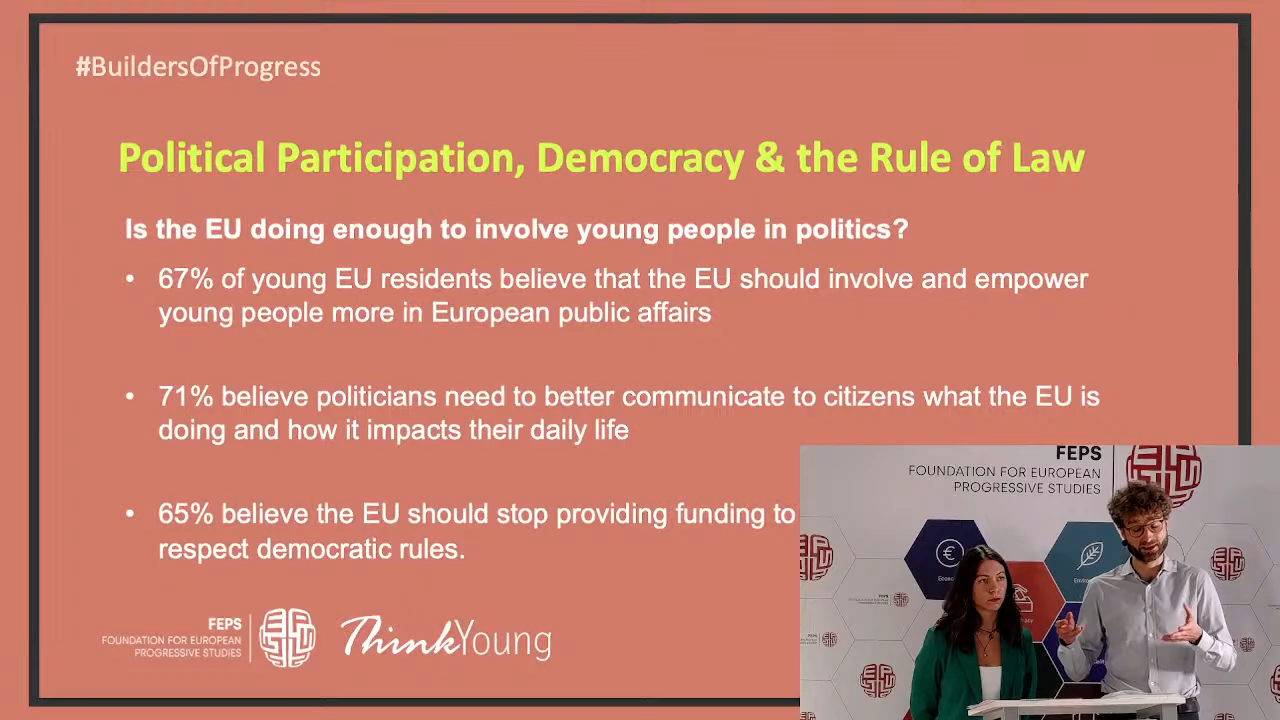 #BuildersOfProgress
Political Participation, Democracy & the Rule of Law
Is the EU doing enough to involve young people in politics?
• 67% of young EU residents believe that the EU should involve and empower
young people more in European public affairs
• 71% believe politicians need to better communicate to citizens what the EU is
doing and how it impacts their daily life
• 65% believe the EU should stop providing funding to
respect democratic rules.
FEPS
FOUNDATION FOR EUROPEAN
PROGRESSIVE STUDIES
ThinkYoung
FEPS
FOUNDATION FOR EUROPEAN
PROGRESSIVE STUDIES